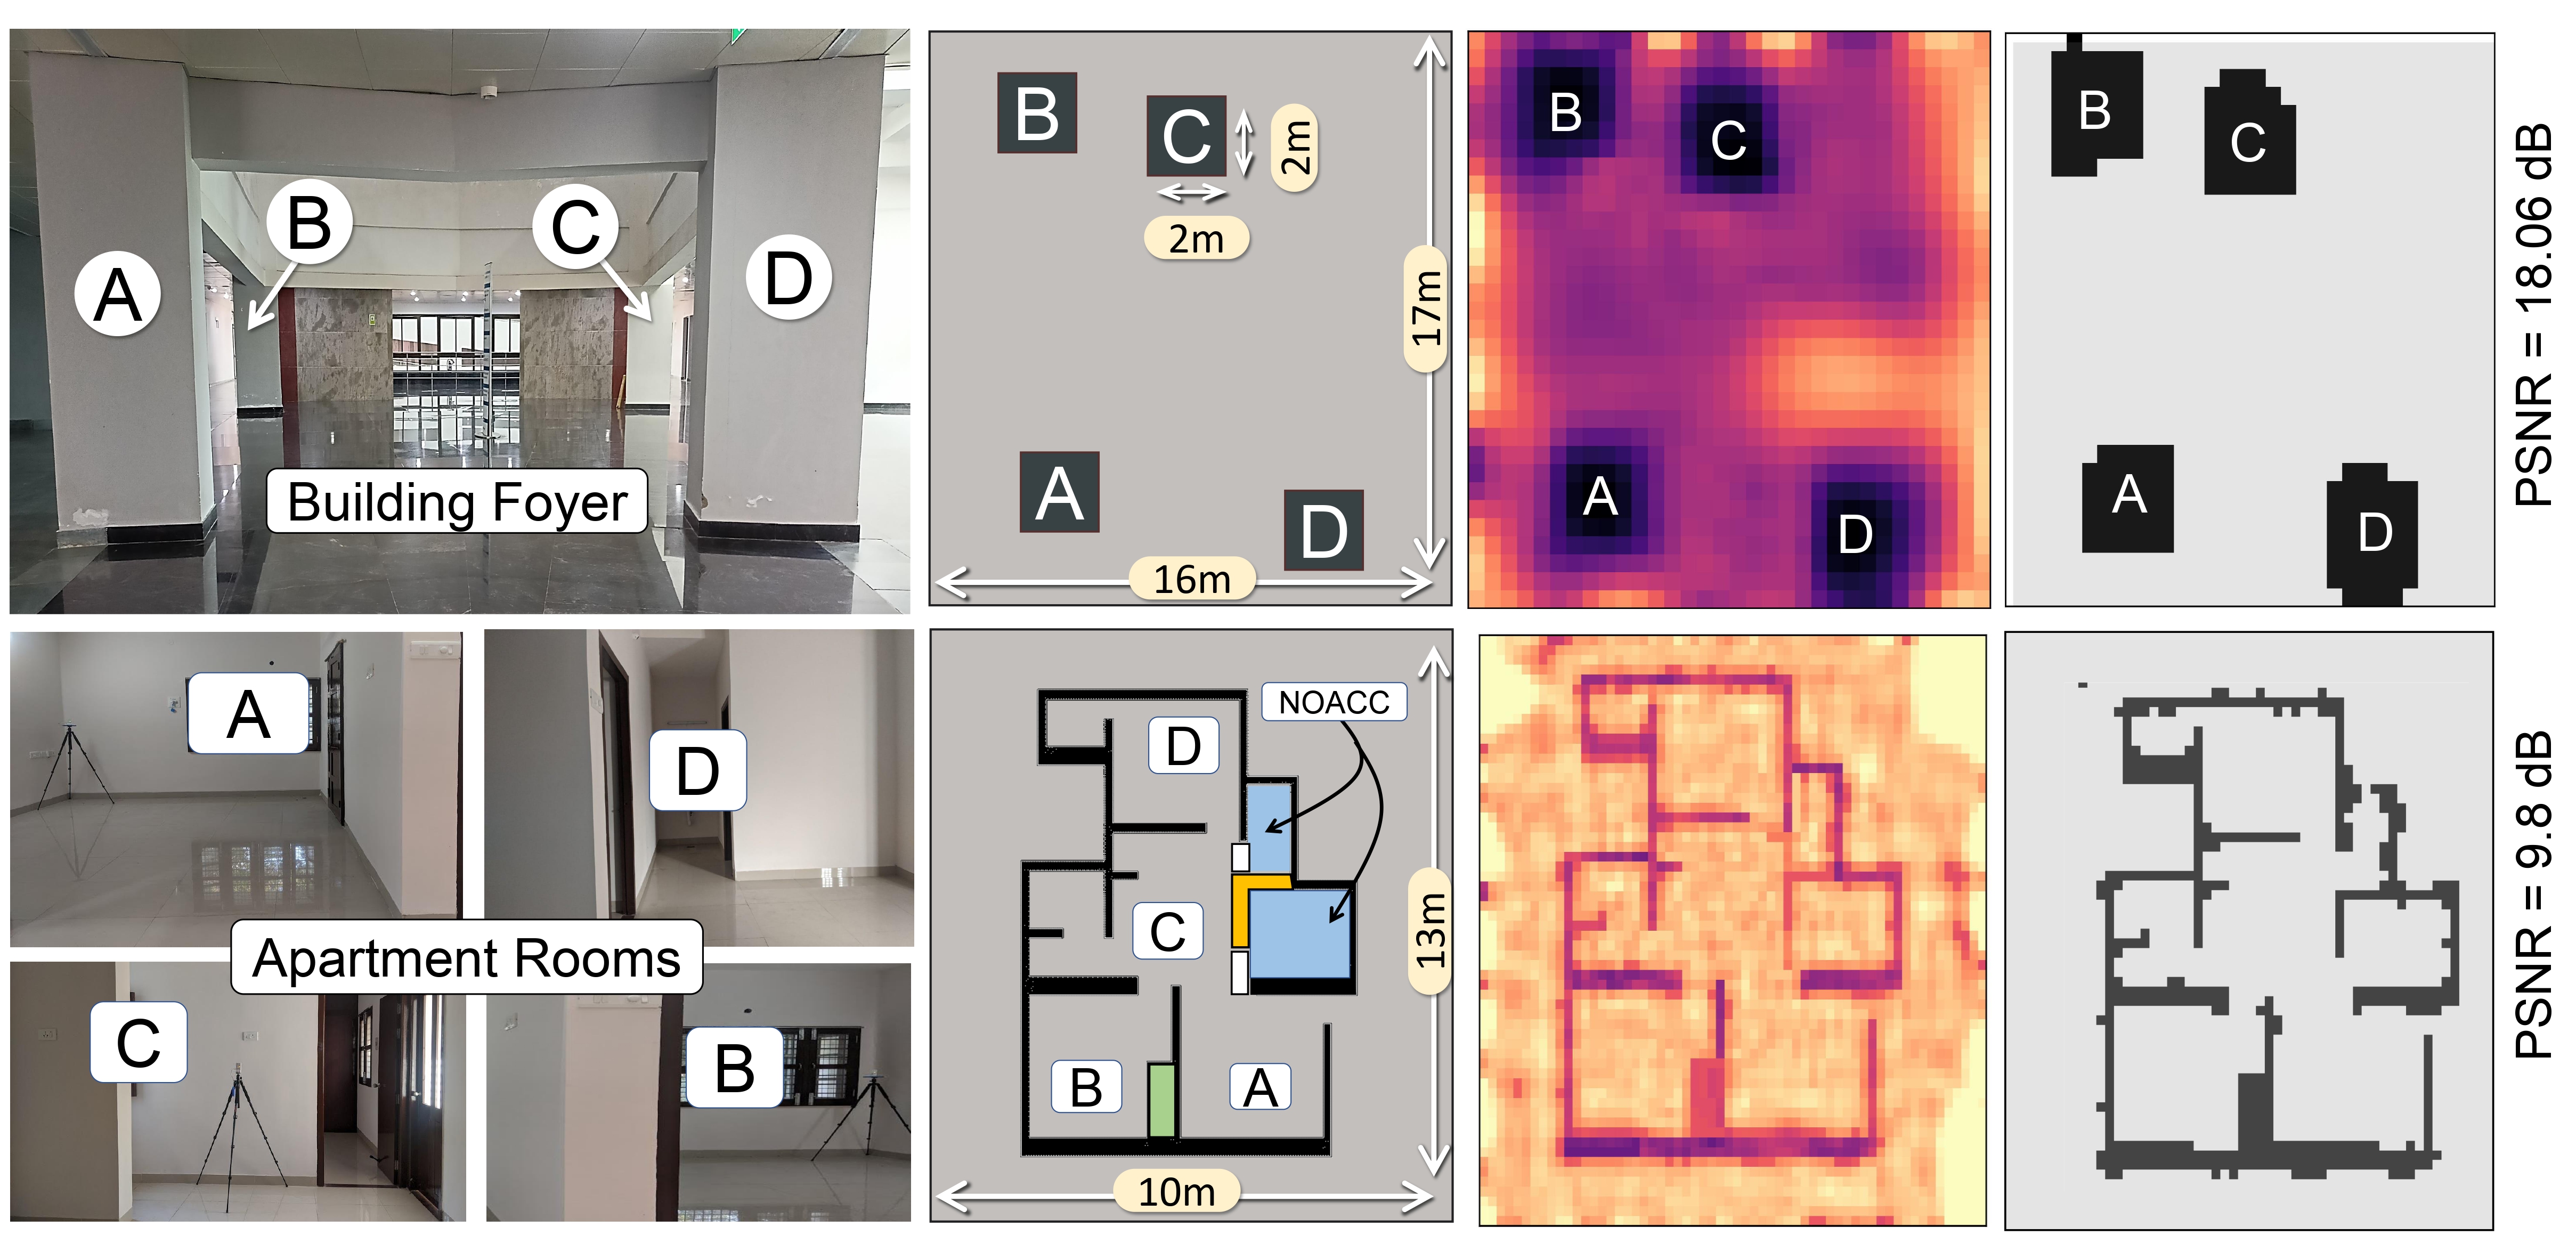 A
B
C
D
Building Foyer
B
C
2m
2m
17m
A
D
16m
B
C
A
D
B
C
A
D
PSNR = 18.06 dB
A
D
Apartment Rooms
C
B
NOACC
D
C
B
A
13m
10m
PSNR = 9.8 dB